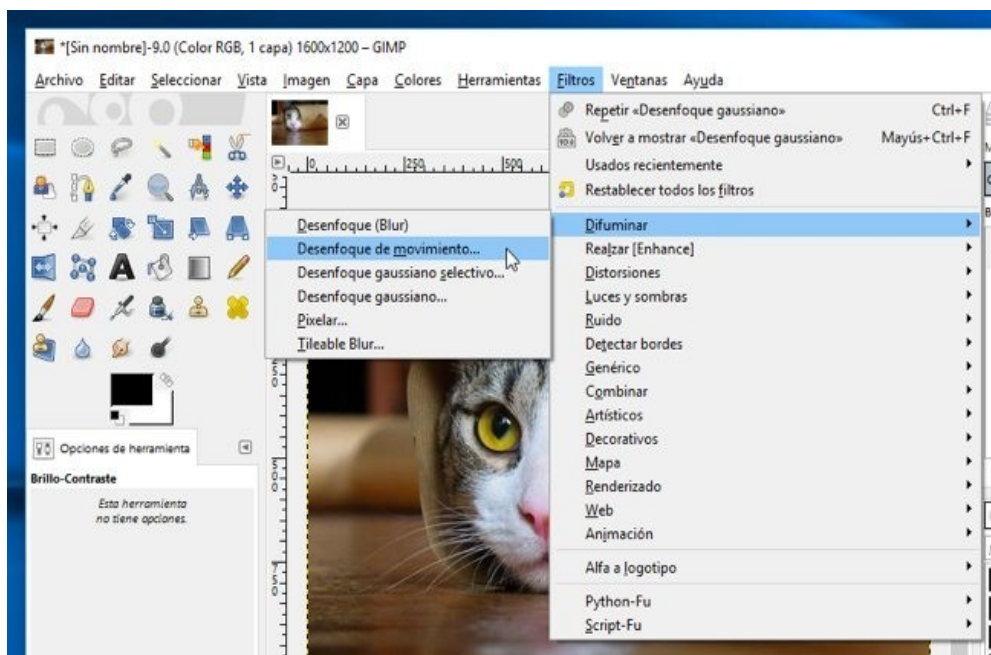 *[Sin nombre]-9.0 (Color RGB, 1 capa) 1600x1200 – GIMP
Archivo Editar Seleccionar Vista Imagen Capa Colores Herramientas Filtros Ventanas Ayuda
Repetir «Desenfoque gaussiano» Ctrl+F
Volver a mostrar «Desenfoque gaussiano» Mayús+Ctrl+F
Usados recientemente
Restablecer todos los filtros
0 250 500
Difuminar
Realzar [Enhance]
Distorsiones
Luces y sombras
Ruido
Detectar bordes
Genérico
Combinar
Artísticos
Decorativos
Mapa
Renderizado
Web
Animación
Alfa a logotipo
Python-Fu
Script-Fu
Desenfoque (Blur)
Desenfoque de movimiento...
Desenfoque gaussiano selectivo...
Desenfoque gaussiano...
Pixelar...
Tileable Blur...
Opciones de herramienta
Brillo-Contraste
Esta herramienta
no tiene opciones.
500
750